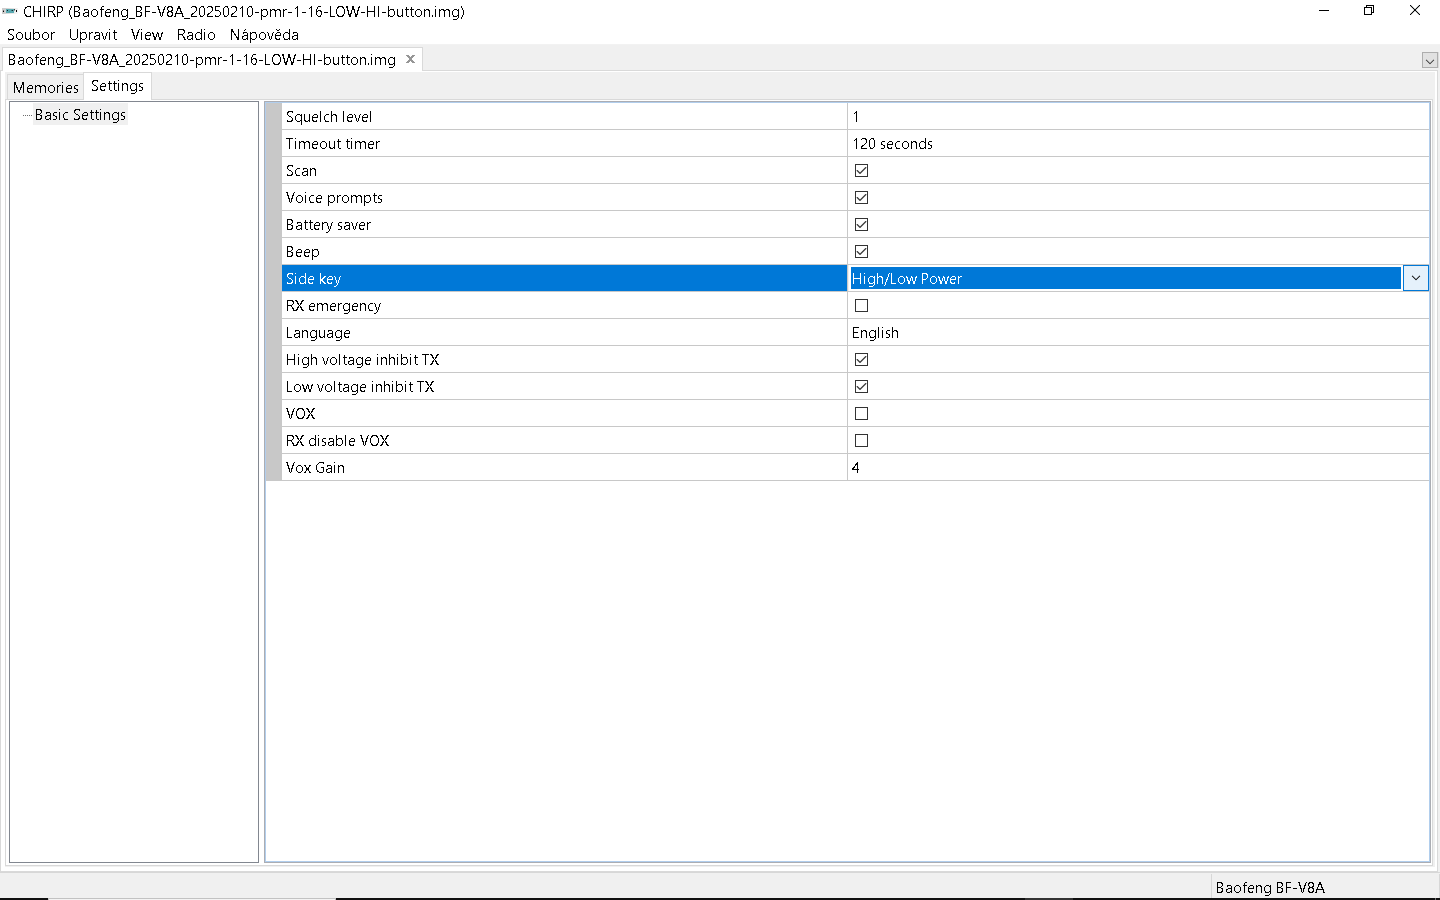 CHIRP (Baofeng_BF-V8A_20250210-pmr-1-16-LOW-HI-button.img)
Soubor Upravit View Radio Nápověda
Baofeng_BF-V8A_20250210-pmr-1-16-LOW-HI-button.img
Memories Settings
Basic Settings
Squelch level 1
Timeout timer 120 seconds
Scan
Voice prompts
Battery saver
Beep
Side key High/Low Power
RX emergency
Language English
High voltage inhibit TX
Low voltage inhibit TX
VOX
RX disable VOX
Vox Gain 4
Baofeng BF-V8A